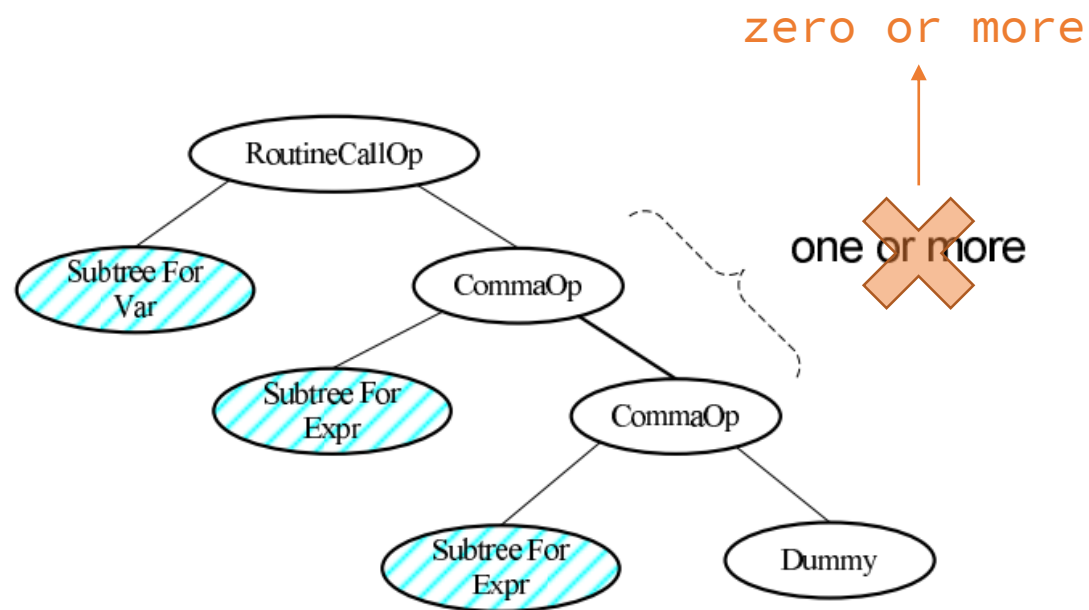 zero or more
RoutineCallOp
one or more
Subtree For
Var
CommaOp
Subtree For
Expr
CommaOp
Subtree For
Expr
Dummy